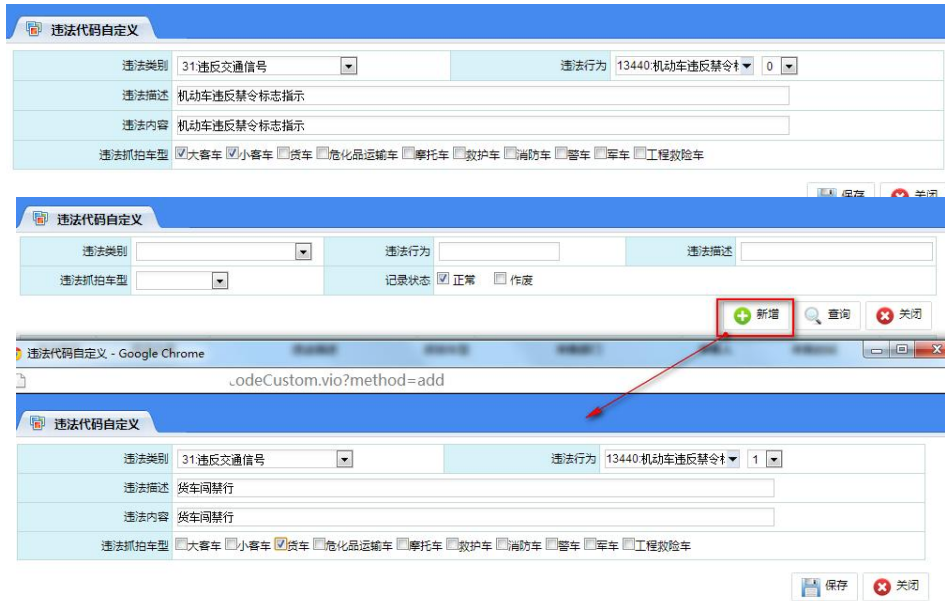 违法代码自定义
违法类别 31:违反交通信号 违法行为 13440:机动车违反禁令标 0
违法描述 机动车违反禁令标志指示
违法内容 机动车违反禁令标志指示
违法抓拍车型 大客车 小客车 货车 危化品运输车 摩托车 救护车 消防车 警车 军车 工程救险车
保存 关闭
违法代码自定义
违法类别 违法行为 违法描述
违法抓拍车型 记录状态 正常 作废
新增 查询 关闭
违法代码自定义 - Google Chrome
.codeCustom.vio?method=add
违法代码自定义
违法类别 31:违反交通信号 违法行为 13440:机动车违反禁令标 1
违法描述 货车闯禁行
违法内容 货车闯禁行
违法抓拍车型 大客车 小客车 货车 危化品运输车 摩托车 救护车 消防车 警车 军车 工程救险车
保存 关闭